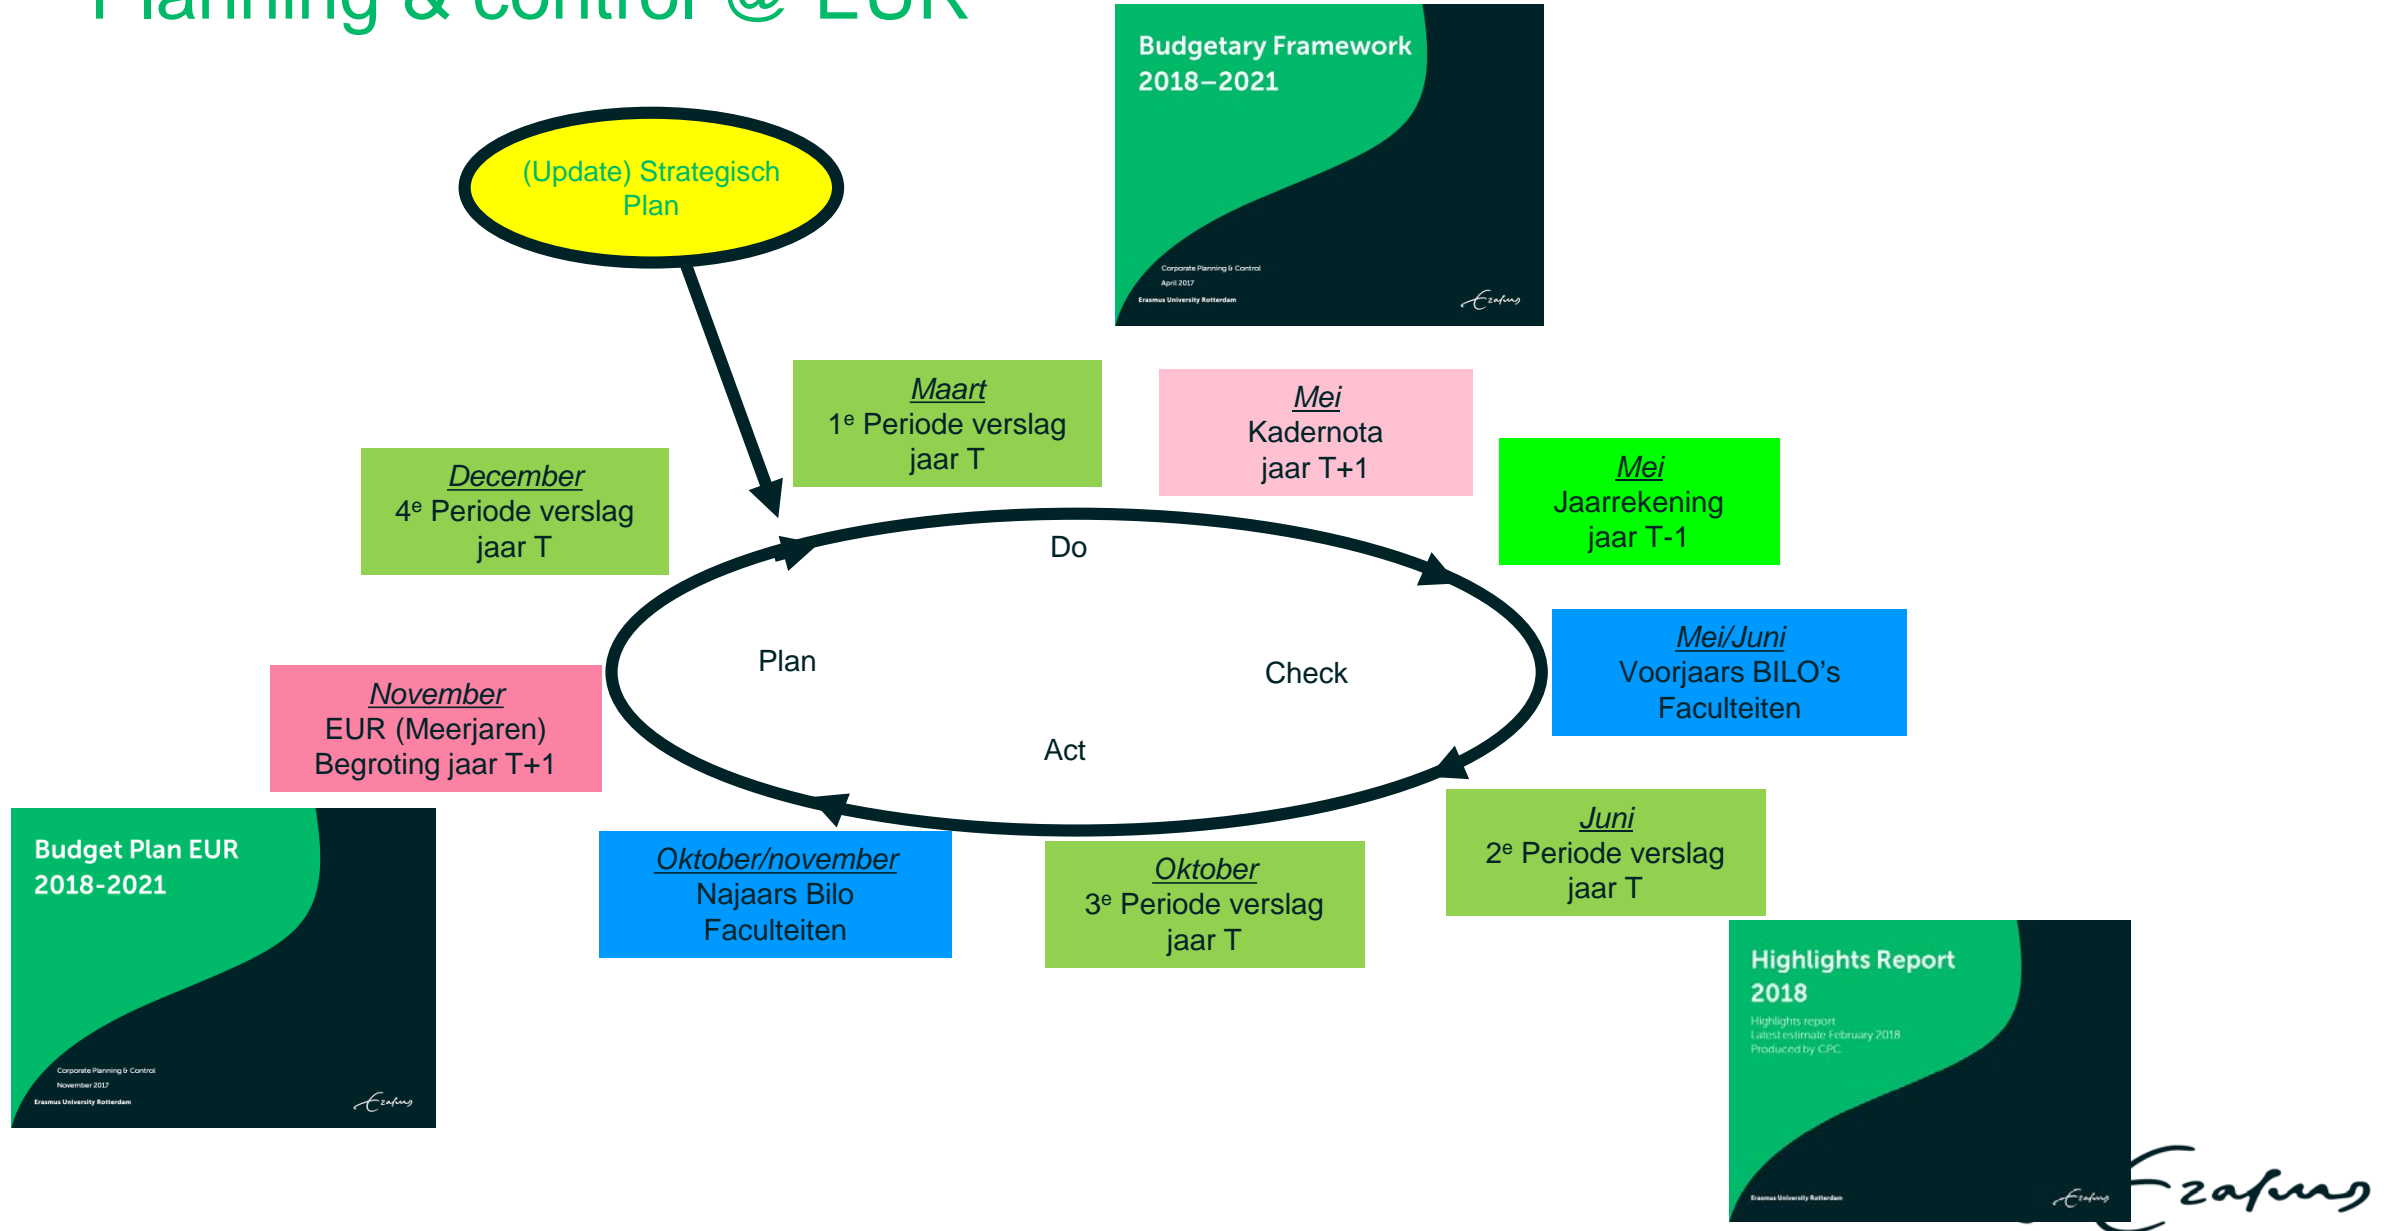 Planning & control @ EUR
Budgetary Framework
2018–2021
Corporate Planning & Control
April 2017
Erasmus University Rotterdam
Erasmus
(Update) Strategisch
Plan
Maart
1e Periode verslag
jaar T
Mei
Kadernota
jaar T+1
Mei
Jaarrekening
jaar T-1
December
4e Periode verslag
jaar T
Do
Plan
Check
Act
Mei/Juni
Voorjaars BILO’s
Faculteiten
November
EUR (Meerjaren)
Begroting jaar T+1
Juni
2e Periode verslag
jaar T
Oktober/november
Najaars Bilo
Faculteiten
Oktober
3e Periode verslag
jaar T
Budget Plan EUR
2018-2021
Corporate Planning & Control
November 2017
Erasmus University Rotterdam
Erasmus
Highlights Report
2018
Highlights report
Latest estimate February 2018
Produced by CPC
Erasmus University Rotterdam
Erasmus
Erasmus